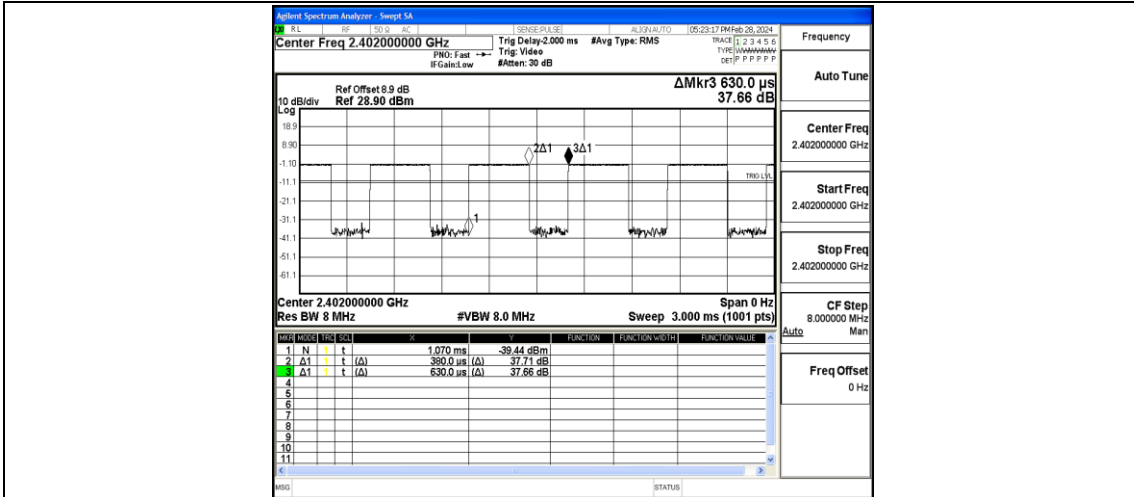 Agilent Spectrum Analyzer - Swept SA
RL RF 50 Ω AC SENSE:PULSE ALIGN AUTO 05:23:17 PM Feb 28, 2024
Center Freq 2.402000000 GHz
PNO: Fast
IFGain:Low
Trig Delay-2.000 ms
Trig: Video
#Atten: 30 dB
#Avg Type: RMS
TRACE 1 2 3 4 5 6
TYPE
DET P P P P P P
ΔMkr3 630.0 µs
37.66 dB
Ref Offset 8.9 dB
10 dB/div Ref 28.90 dBm
Log
18.9
8.90
-1.10
-11.1
-21.1
-31.1
-41.1
-51.1
-61.1
2Δ1
3Δ1
TRIG LVL
1
Center 2.402000000 GHz Span 0 Hz
Res BW 8 MHz #VBW 8.0 MHz Sweep 3.000 ms (1001 pts)
MKR MODE TRC SCL X Y FUNCTION FUNCTION WIDTH FUNCTION VALUE
1 N 1 t 1.070 ms -39.44 dBm
2 Δ1 1 t (Δ) 380.0 µs (Δ) 37.71 dB
3 Δ1 1 t (Δ) 630.0 µs (Δ) 37.66 dB
4
5
6
7
8
9
10
11
MSG STATUS
Frequency
Auto Tune
Center Freq
2.402000000 GHz
Start Freq
2.402000000 GHz
Stop Freq
2.402000000 GHz
CF Step
8.000000 MHz
Auto Man
Freq Offset
0 Hz